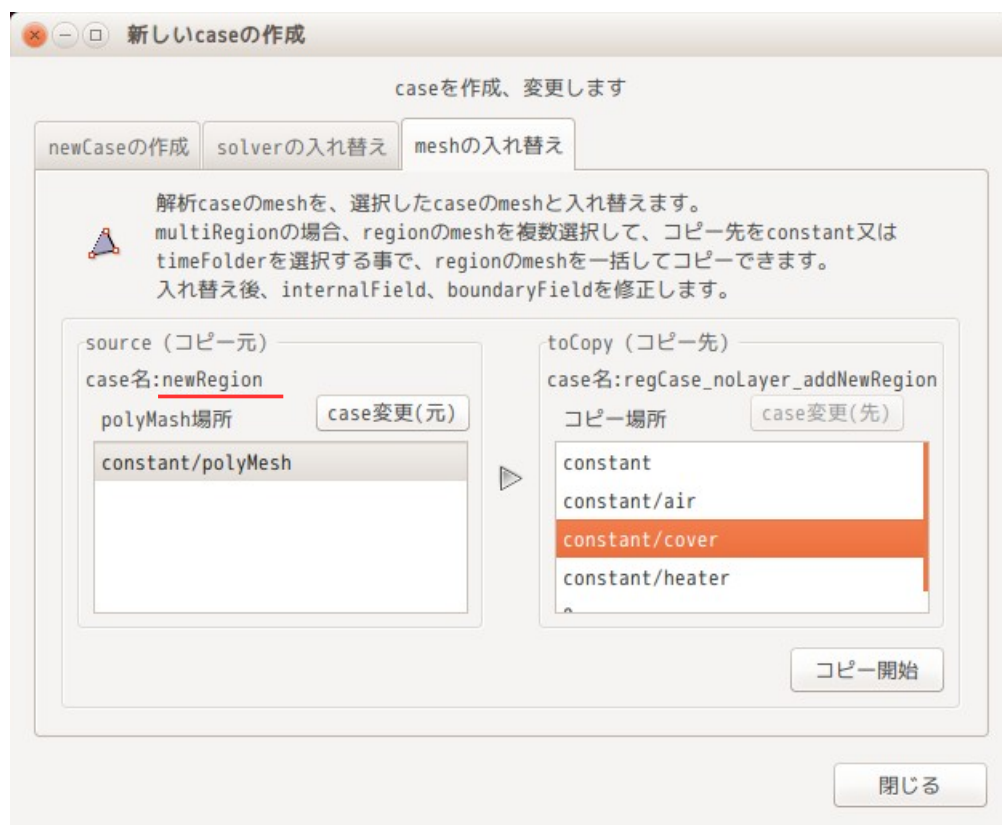 新しいcaseの作成
caseを作成、変更します
newCaseの作成 solverの入れ替え meshの入れ替え
解析caseのmeshを、選択したcaseのmeshと入れ替えます。
multiRegionの場合、regionのmeshを複数選択して、コピー先をconstant又は
timeFolderを選択する事で、regionのmeshを一括してコピーできます。
入れ替え後、internalField、boundaryFieldを修正します。
source（コピー元）
case名:newRegion
polyMash場所 case変更(元)
constant/polyMesh
toCopy（コピー先）
case名:regCase_noLayer_addNewRegion
コピー場所 case変更(先)
constant
constant/air
constant/cover
constant/heater
コピー開始
閉じる